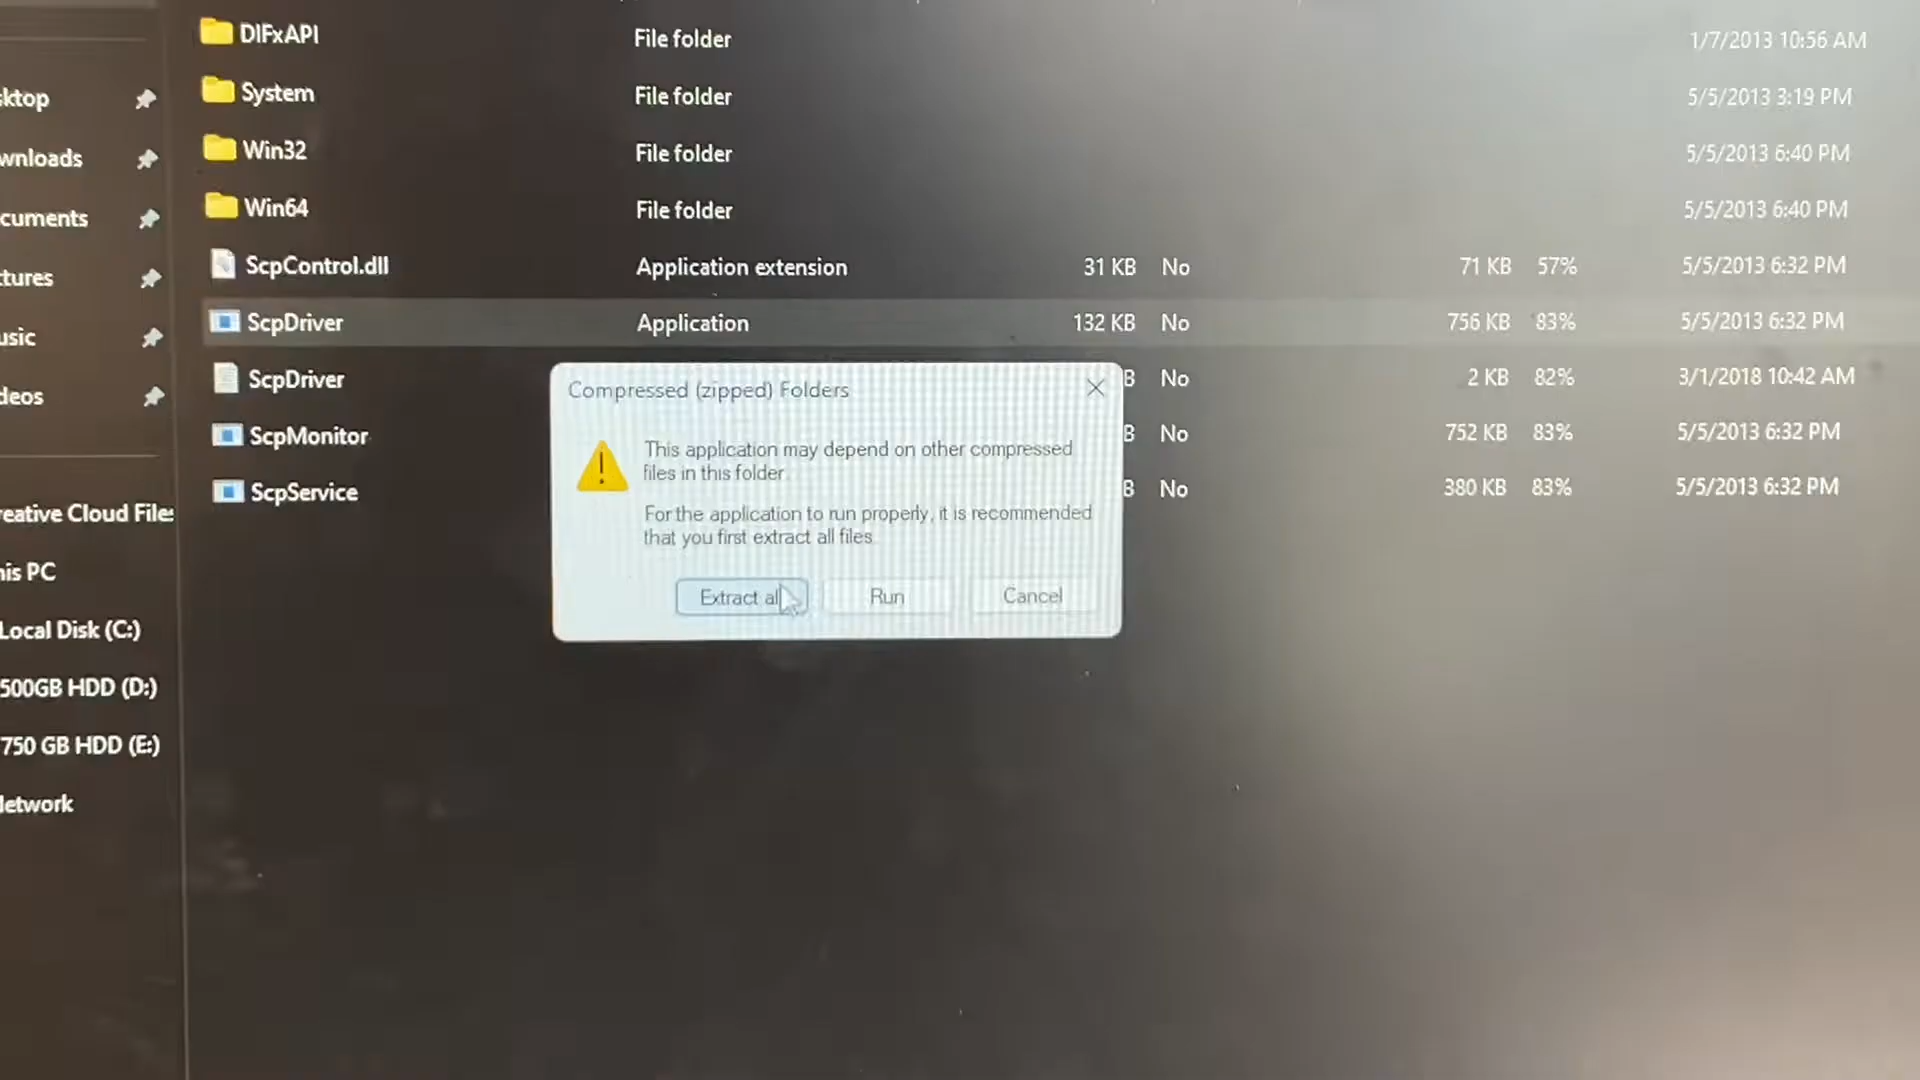 DIFxAPI File folder 1/7/2013 10:56 AM
System File folder 5/5/2013 3:19 PM
Win32 File folder 5/5/2013 6:40 PM
Win64 File folder 5/5/2013 6:40 PM
ScpControl.dll Application extension 31 KB No 71 KB 57% 5/5/2013 6:32 PM
ScpDriver Application 132 KB No 756 KB 83% 5/5/2013 6:32 PM
ScpDriver B No 2 KB 82% 3/1/2018 10:42 AM
ScpMonitor B No 752 KB 83% 5/5/2013 6:32 PM
ScpService B No 380 KB 83% 5/5/2013 6:32 PM
ktop
wnloads
cuments
tures
usic
deos
reative Cloud Files
his PC
Local Disk (C:)
500GB HDD (D:)
750 GB HDD (E:)
Network
Compressed (zipped) Folders
This application may depend on other compressed
files in this folder.
For the application to run properly, it is recommended
that you first extract all files.
Extract all Run Cancel